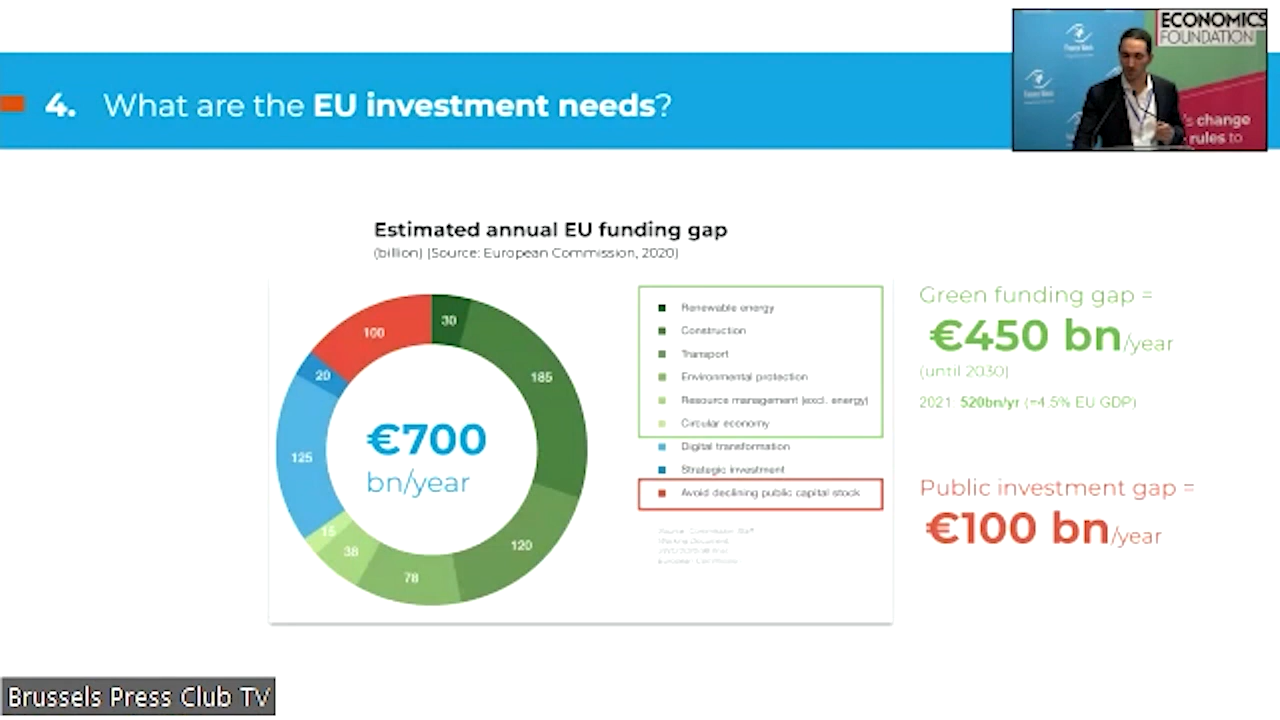 4. What are the EU investment needs?
ECONOMICS
FOUNDATION
's change
rules to
Estimated annual EU funding gap
(billion) (Source: European Commission, 2020)
30
185
120
78
38
15
125
20
100
€700
bn/year
Renewable energy
Construction
Transport
Environmental protection
Resource management (excl. energy)
Circular economy
Digital transformation
Strategic investment
Avoid declining public capital stock
Green funding gap =
€450 bn/year
(until 2030)
2021: 520bn/yr (=4.5% EU GDP)
Public investment gap =
€100 bn/year
Brussels Press Club TV